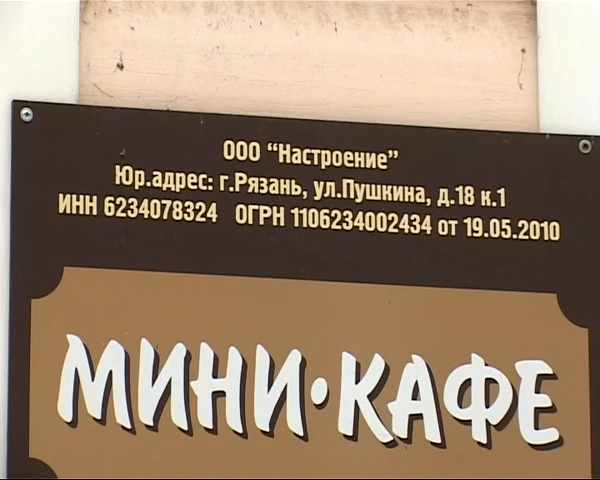 ООО “Настроение”
Юр.адрес: г.Рязань, ул.Пушкина, д.18 к.1
ИНН 6234078324 ОГРН 1106234002434 от 19.05.2010
МИНИ•КАФЕ